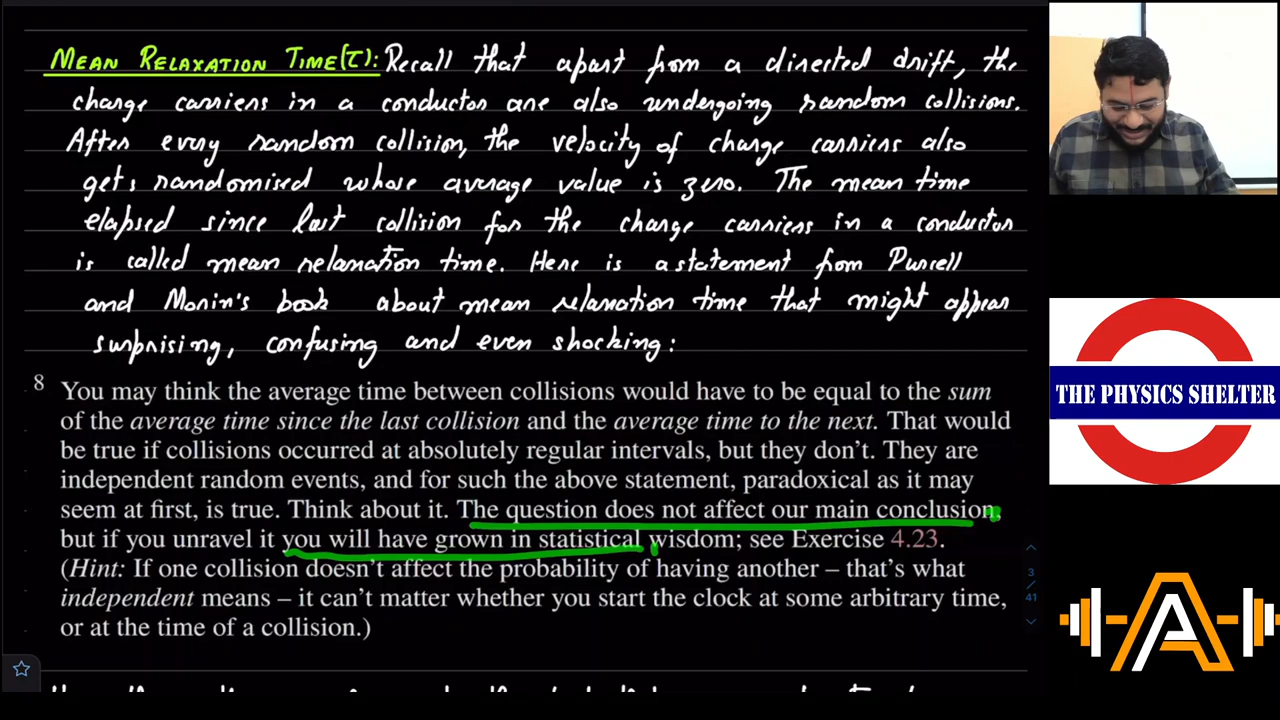 MEAN RELAXATION TIME(τ): Recall that apart from a directed drift, the
charge carriers in a conductor are also undergoing random collisions.
After every random collision, the velocity of charge carriers also
gets randomised whose average value is zero. The mean time
elapsed since last collision for the charge carriers in a conductor
is called mean relaxation time. Here is a statement from Purcell
and Morin's book about mean relaxation time that might appear
surprising, confusing and even shocking:
8 You may think the average time between collisions would have to be equal to the sum
of the average time since the last collision and the average time to the next. That would
be true if collisions occurred at absolutely regular intervals, but they don't. They are
independent random events, and for such the above statement, paradoxical as it may
seem at first, is true. Think about it. The question does not affect our main conclusion,
but if you unravel it you will have grown in statistical wisdom; see Exercise 4.23.
(Hint: If one collision doesn't affect the probability of having another – that's what
independent means – it can't matter whether you start the clock at some arbitrary time,
or at the time of a collision.)
THE PHYSICS SHELTER
3
41
A